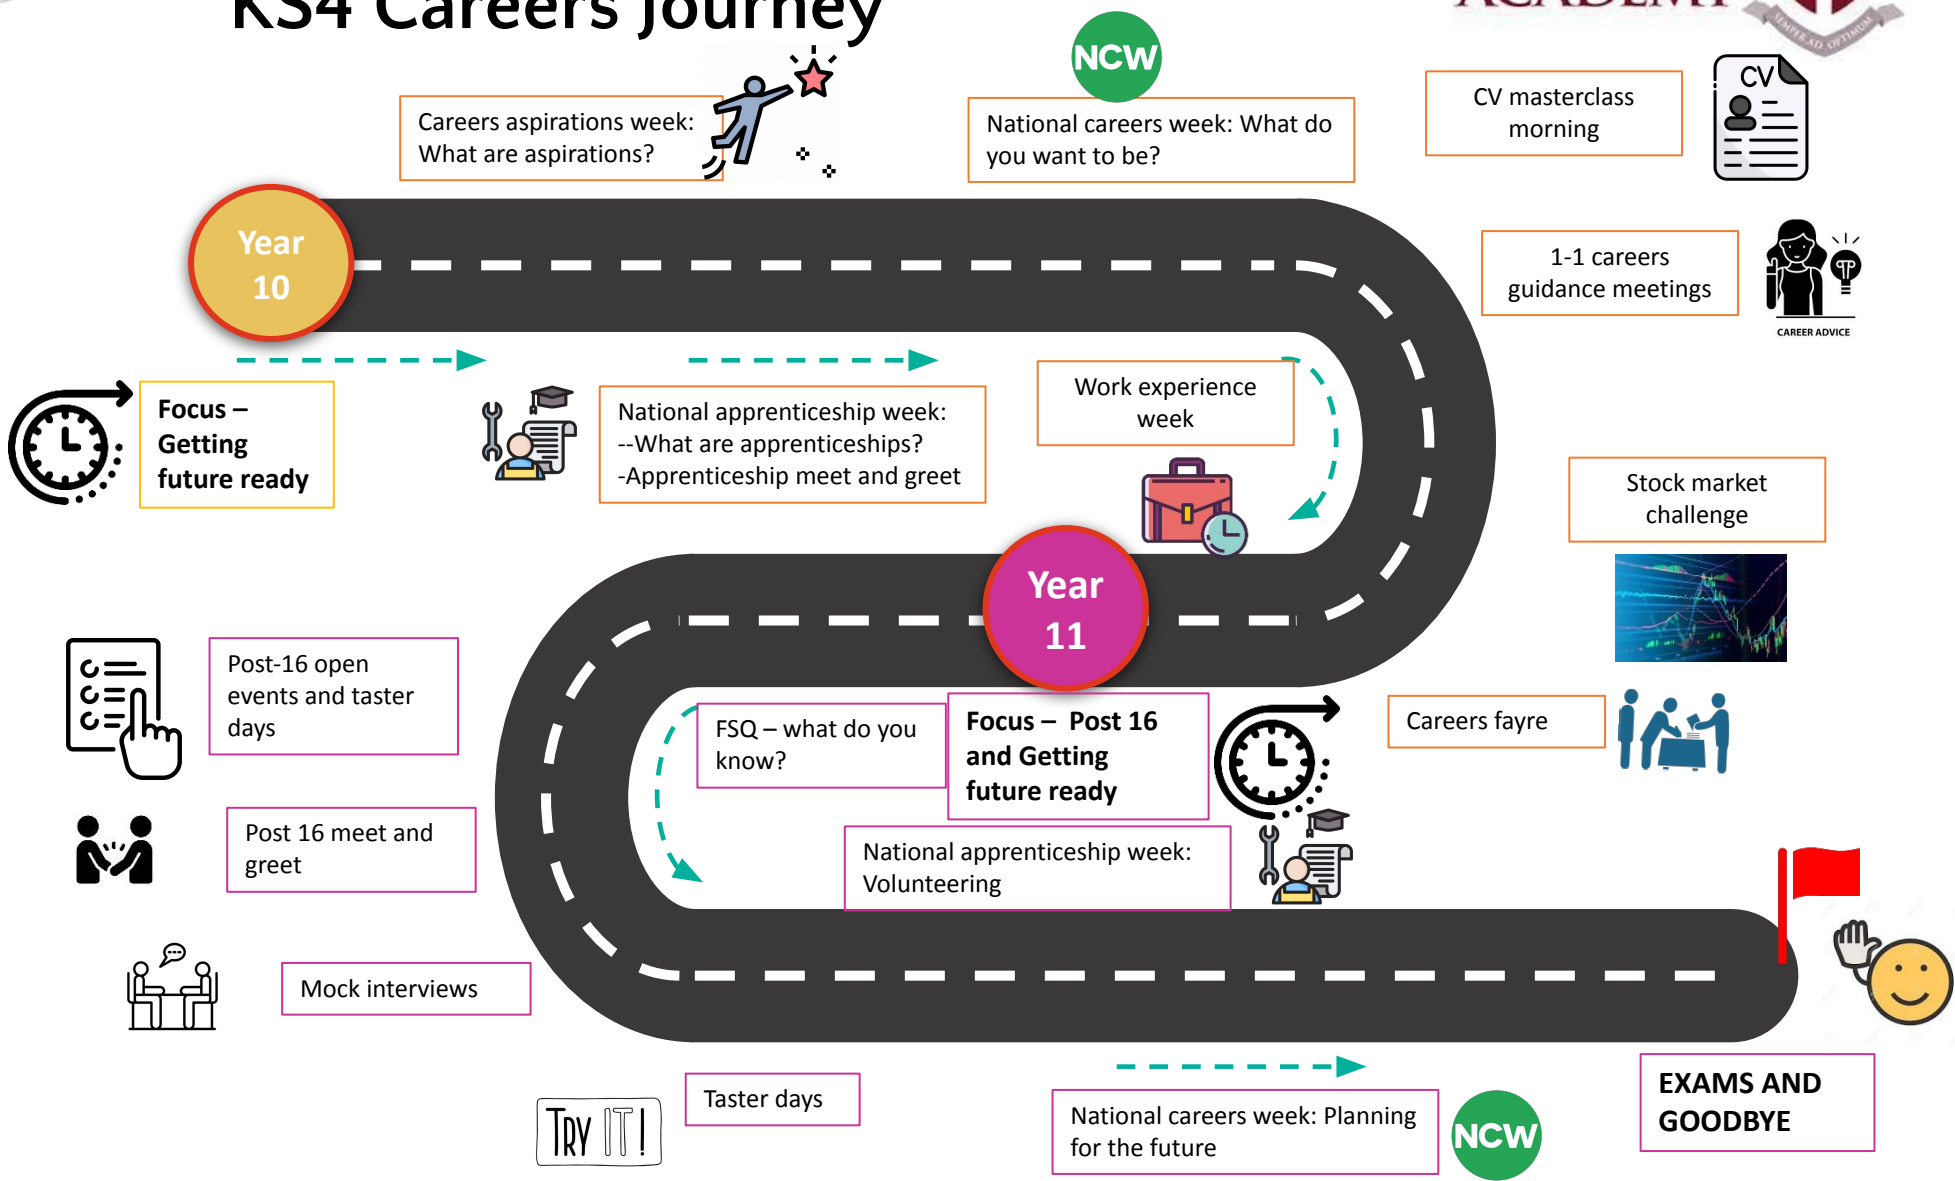 KS4 Careers Journey
ACADEMY
SEMPER AD OPTIMUM
NCW
CV
Careers aspirations week:
What are aspirations?
National careers week: What do
you want to be?
CV masterclass
morning
Year
10
1-1 careers
guidance meetings
CAREER ADVICE
Focus –
Getting
future ready
National apprenticeship week:
--What are apprenticeships?
-Apprenticeship meet and greet
Work experience
week
Stock market
challenge
Year
11
Post-16 open
events and taster
days
FSQ – what do you
know?
Focus –  Post 16
and Getting
future ready
Careers fayre
Post 16 meet and
greet
National apprenticeship week:
Volunteering
Mock interviews
TRY IT!
Taster days
National careers week: Planning
for the future
NCW
EXAMS AND
GOODBYE